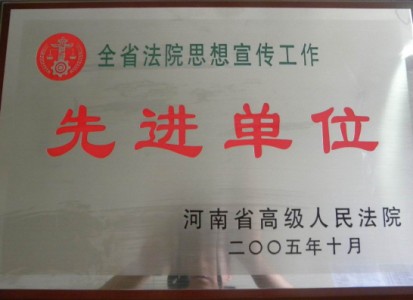 全省法院思想宣传工作
先进单位
河南省高级人民法院
二〇〇五年十月